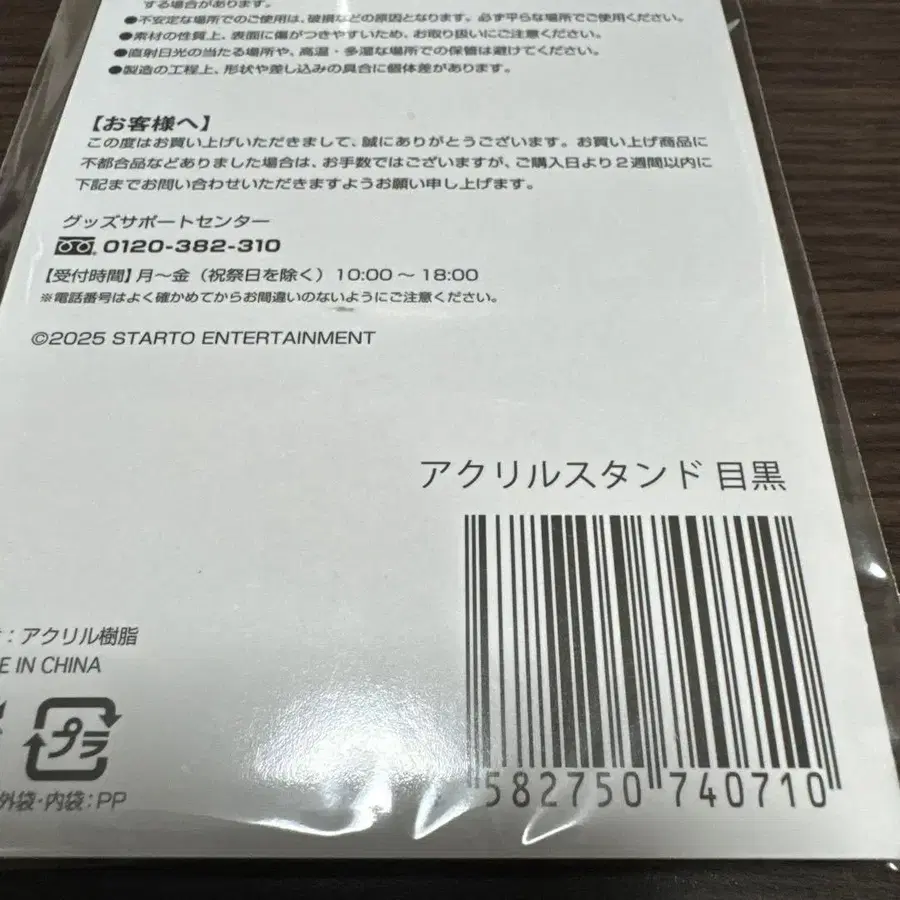 する場合があります。
●不安定な場所でのご使用は、破損などの原因となります。必ず平らな場所でご使用ください。
●素材の性質上、表面に傷がつきやすいため、お取り扱いにご注意ください。
●直射日光の当たる場所や、高温・多湿な場所での保管は避けてください。
●製造の工程上、形状や差し込みの具合に個体差があります。
【お客様へ】
この度はお買い上げいただきまして、誠にありがとうございます。お買い上げ商品に
不都合品などありました場合は、お手数ではございますが、ご購入日より2週間以内に
下記までお問い合わせいただきますようお願い申し上げます。
グッズサポートセンター
0120-382-310
【受付時間】月～金（祝祭日を除く）10:00～18:00
※電話番号はよく確かめてからお間違いのないようにご注意ください。
©2025 STARTO ENTERTAINMENT
アクリルスタンド 目黒
：アクリル樹脂
E IN CHINA
プラ
外袋・内袋：PP
582750 740710